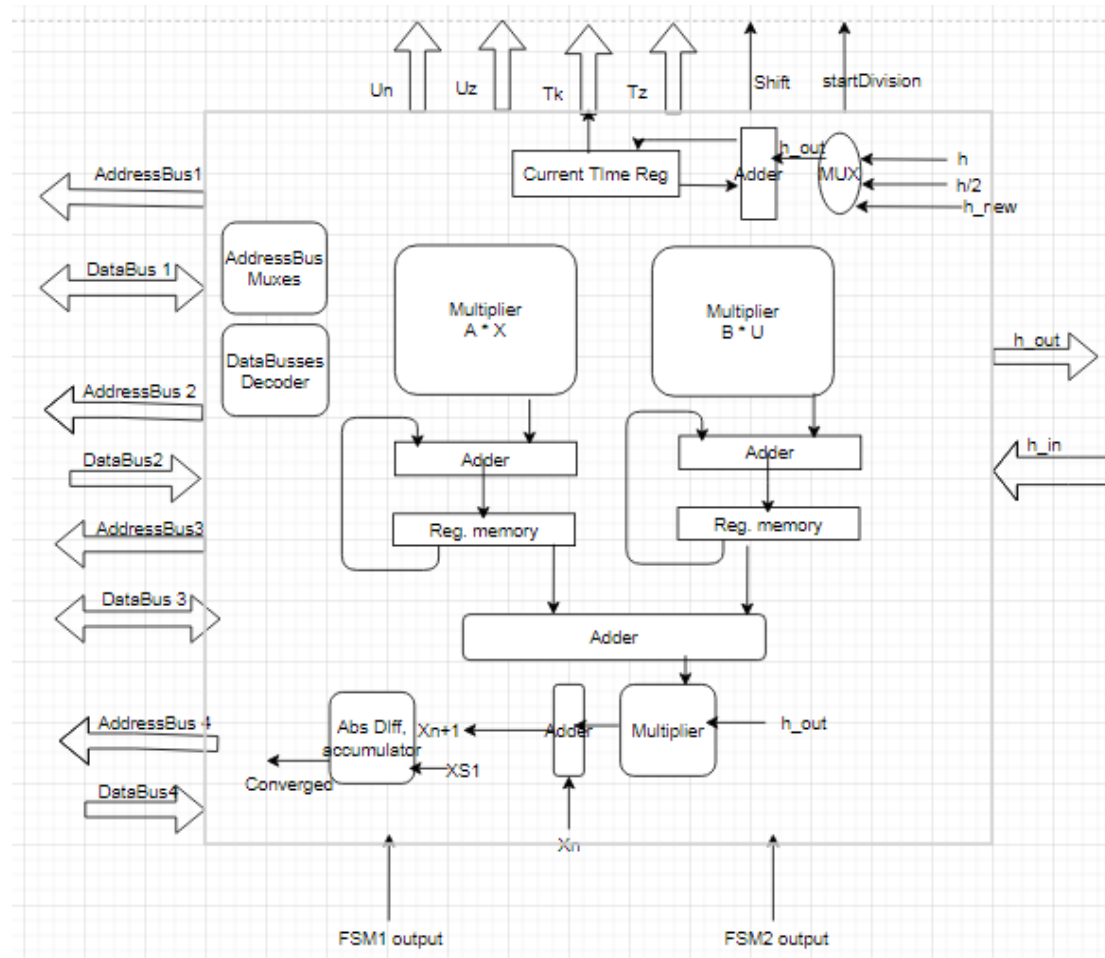 Un
Uz
Tk
Tz
Shift
startDivision
AddressBus1
Current TIme Reg
Adder
h_out
MUX
h
h/2
h_new
DataBus 1
AddressBus
Muxes
Multiplier
A * X
Multiplier
B * U
DataBusses
Decoder
h_out
AddressBus 2
DataBus2
Adder
Adder
h_in
AddressBus3
Reg. memory
Reg. memory
DataBus 3
Adder
AddressBus 4
Abs DIff,
accumulator
Xn+1
Adder
Multiplier
h_out
XS1
Converged
DataBus4
Xn
FSM1 output
FSM2 output